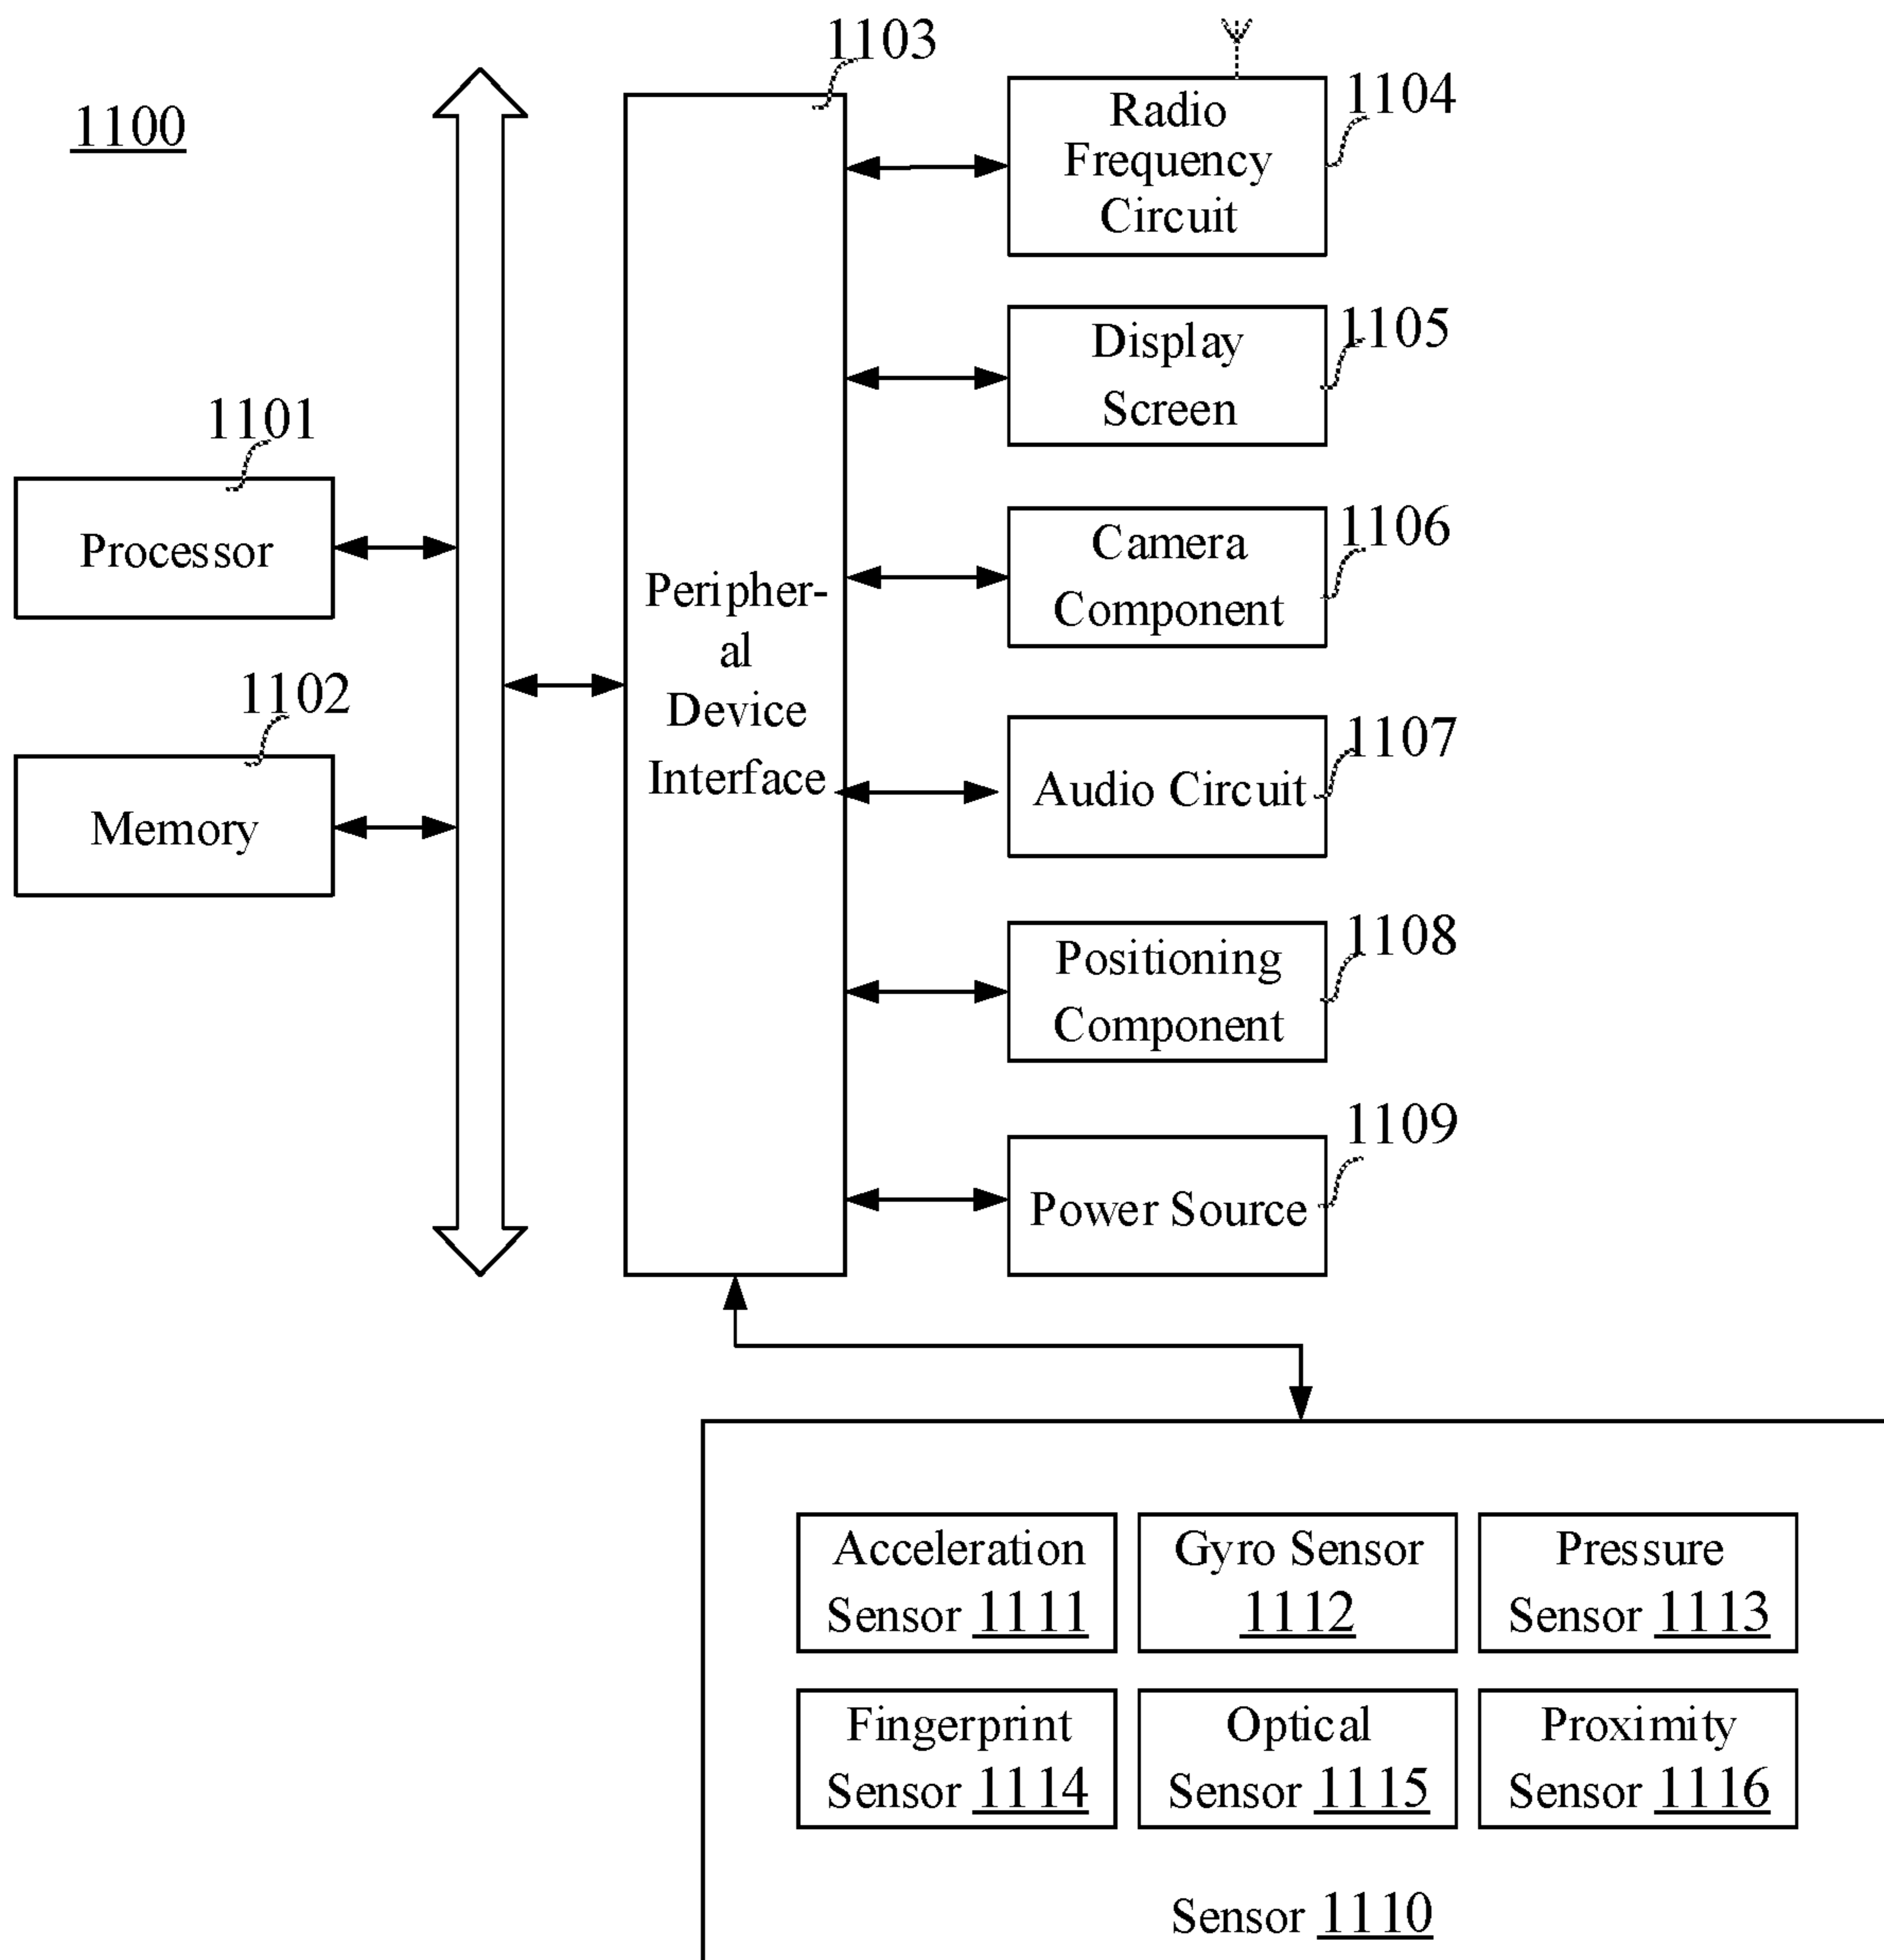 1100
1103
1104
Radio
Frequency
Circuit
1105
Display
Screen
1101
Processor
1106
Camera
Component
Peripher-
al
Device
Interface
1102
Memory
1107
Audio Circuit
1108
Positioning
Component
1109
Power Source
Acceleration
Sensor 1111
Gyro Sensor
1112
Pressure
Sensor 1113
Fingerprint
Sensor 1114
Optical
Sensor 1115
Proximity
Sensor 1116
Sensor 1110